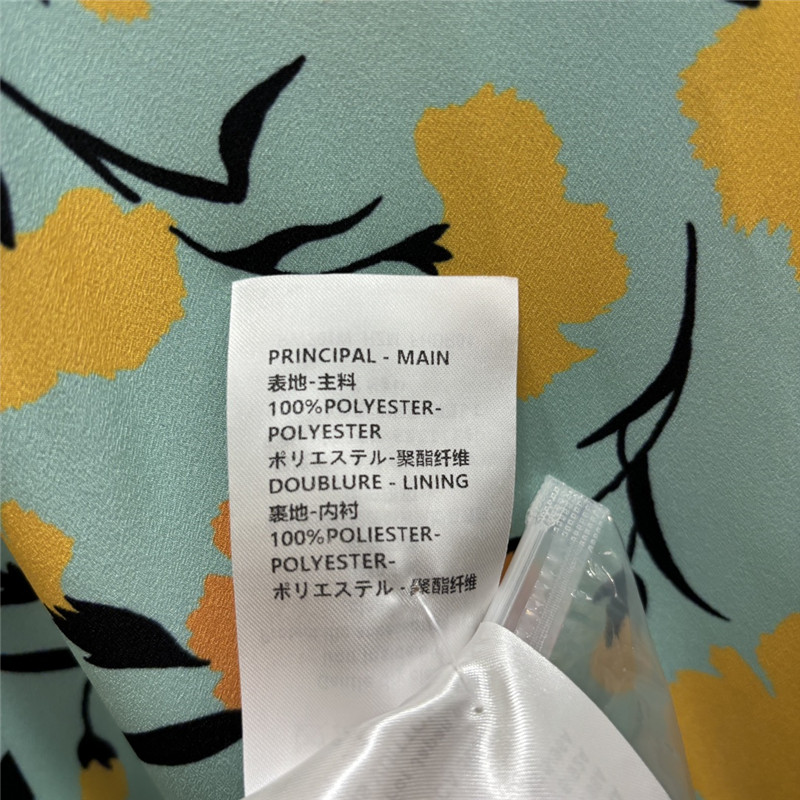 PRINCIPAL - MAIN
表地-主料
100%POLYESTER-
POLYESTER
ポリエステル-聚酯纤维
DOUBLURE - LINING
裏地-内衬
100%POLIESTER-
POLYESTER-
ポリエステル - 聚酯纤维